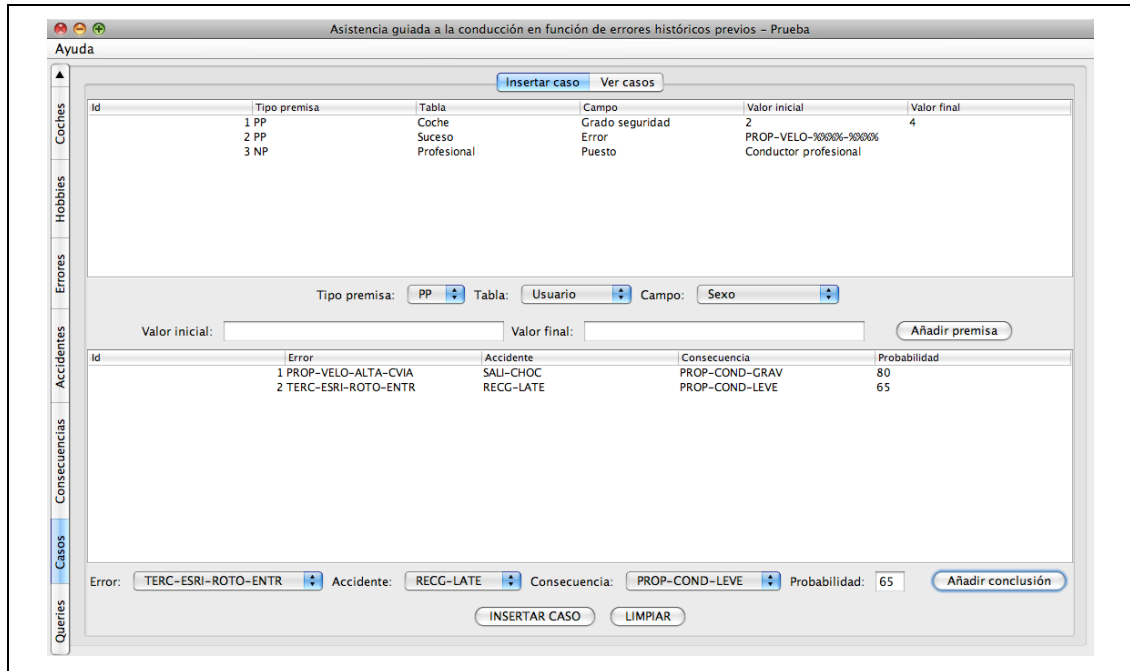 Asistencia guiada a la conducción en función de errores históricos previos – Prueba
Ayuda
Coches
Hobbies
Errores
Accidentes
Consecuencias
Casos
Queries
Insertar caso Ver casos
Id Tipo premisa Tabla Campo Valor inicial Valor final
1 PP Coche Grado seguridad 2 4
2 PP Suceso Error PROP-VELO-%%%%-%%%%
3 NP Profesional Puesto Conductor profesional
Tipo premisa: PP Tabla: Usuario Campo: Sexo
Valor inicial: Valor final: Añadir premisa
Id Error Accidente Consecuencia Probabilidad
1 PROP-VELO-ALTA-CVIA SALI-CHOC PROP-COND-GRAV 80
2 TERC-ESRI-ROTO-ENTR RECG-LATE PROP-COND-LEVE 65
Error: TERC-ESRI-ROTO-ENTR Accidente: RECG-LATE Consecuencia: PROP-COND-LEVE Probabilidad: 65 Añadir conclusión
INSERTAR CASO LIMPIAR